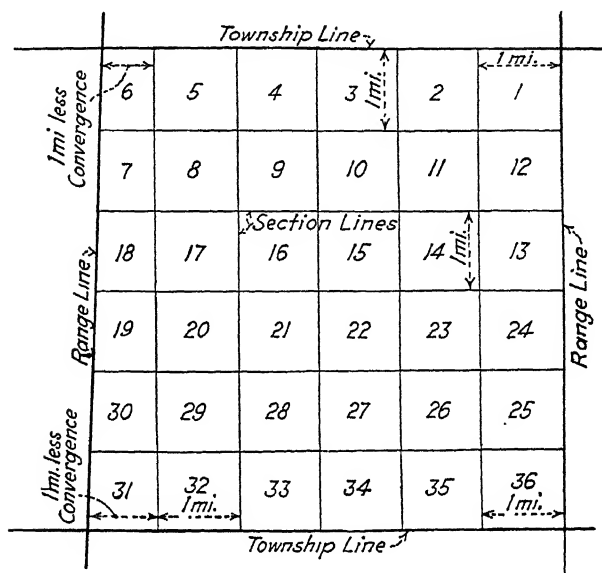 Township Line
1 mi. less
Convergence
1 mi.
6 5 4 3 2 1
1 mi.
7 8 9 10 11 12
Section Lines
18 17 16 15 14 13
1 mi.
Range Line
Range Line
19 20 21 22 23 24
30 29 28 27 26 25
1 mi. less
Convergence
31 32 33 34 35 36
1 mi. 1 mi.
Township Line